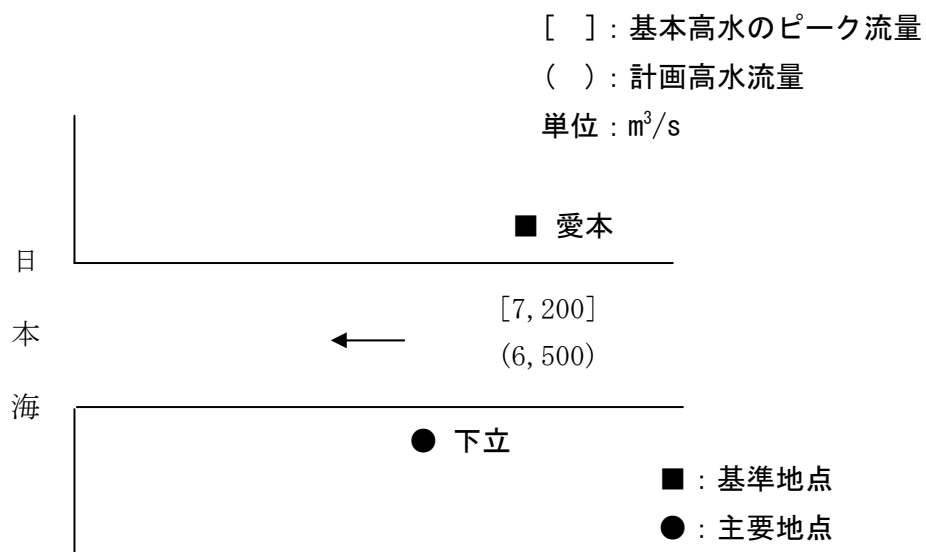 [ ]：基本高水のピーク流量
( )：計画高水流量
単位：m³/s
■ 愛本
日本海
[7,200]
(6,500)
● 下立
■：基準地点
●：主要地点